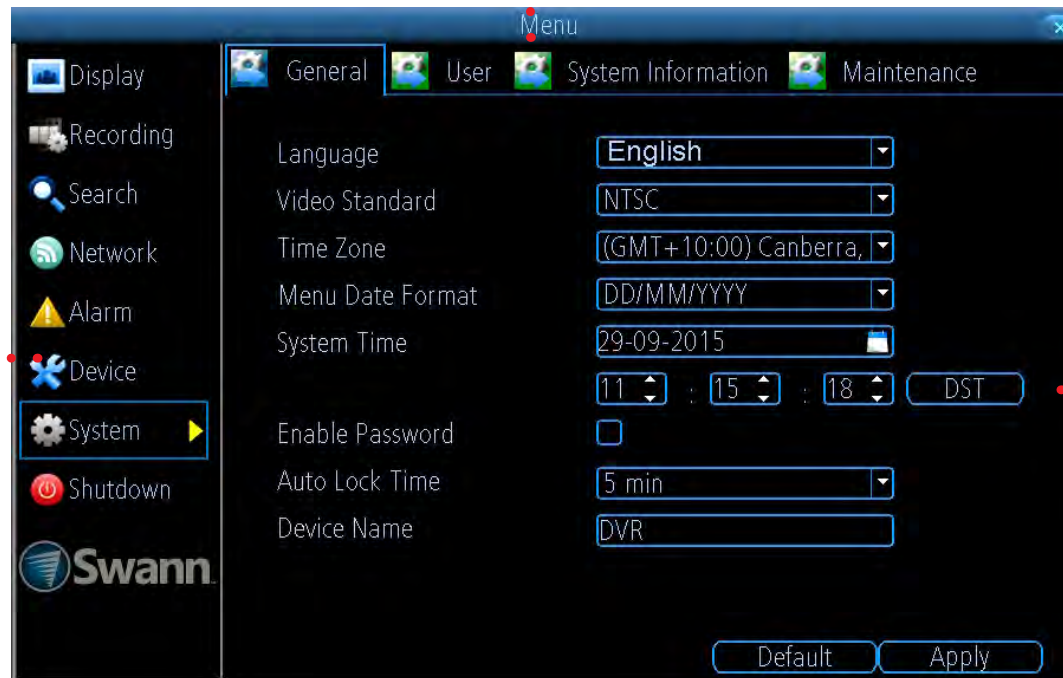 Menu
Display
Recording
Search
Network
Alarm
Device
System
Shutdown
Swann
General User System Information Maintenance
Language English
Video Standard NTSC
Time Zone (GMT+10:00) Canberra,
Menu Date Format DD/MM/YYYY
System Time 29-09-2015
11 : 15 : 18 DST
Enable Password
Auto Lock Time 5 min
Device Name DVR
Default Apply